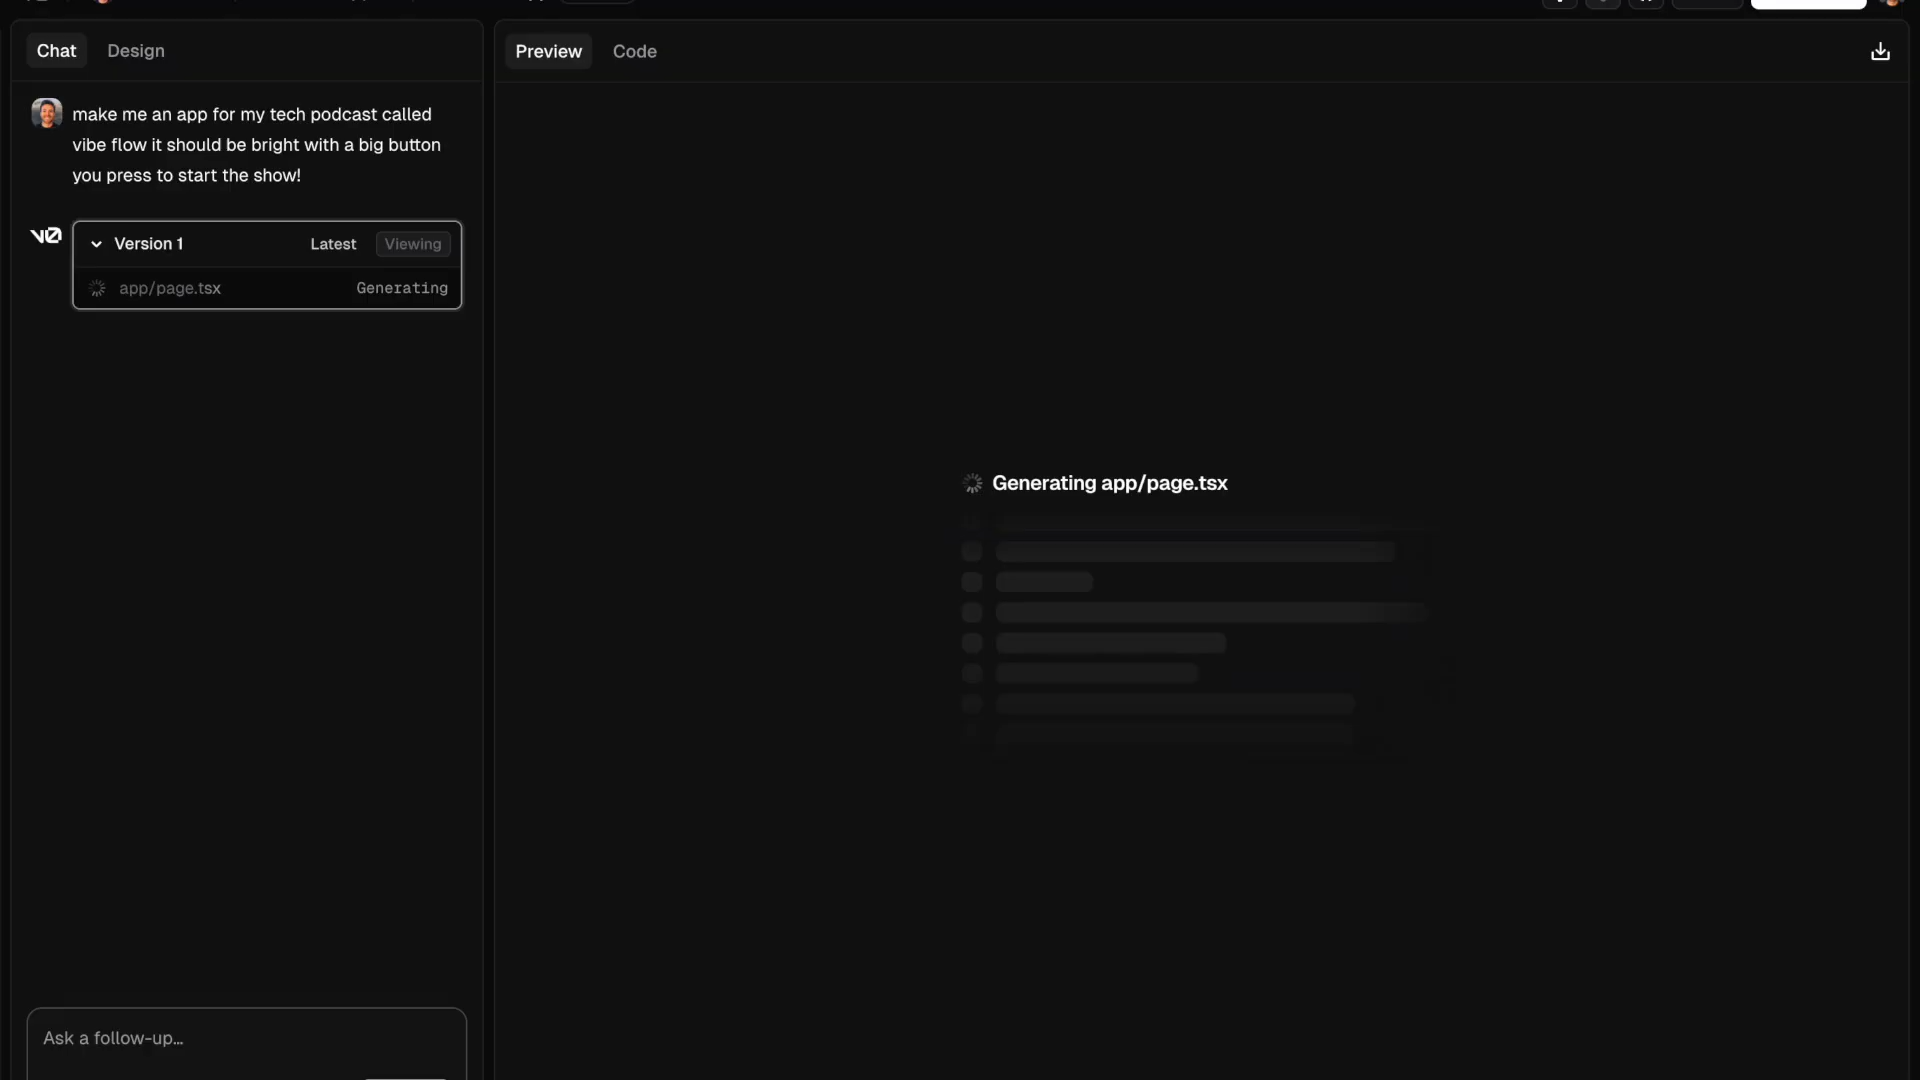 Chat Design
Preview Code
make me an app for my tech podcast called
vibe flow it should be bright with a big button
you press to start the show!
v0
Version 1 Latest Viewing
app/page.tsx Generating
Generating app/page.tsx
Ask a follow-up...